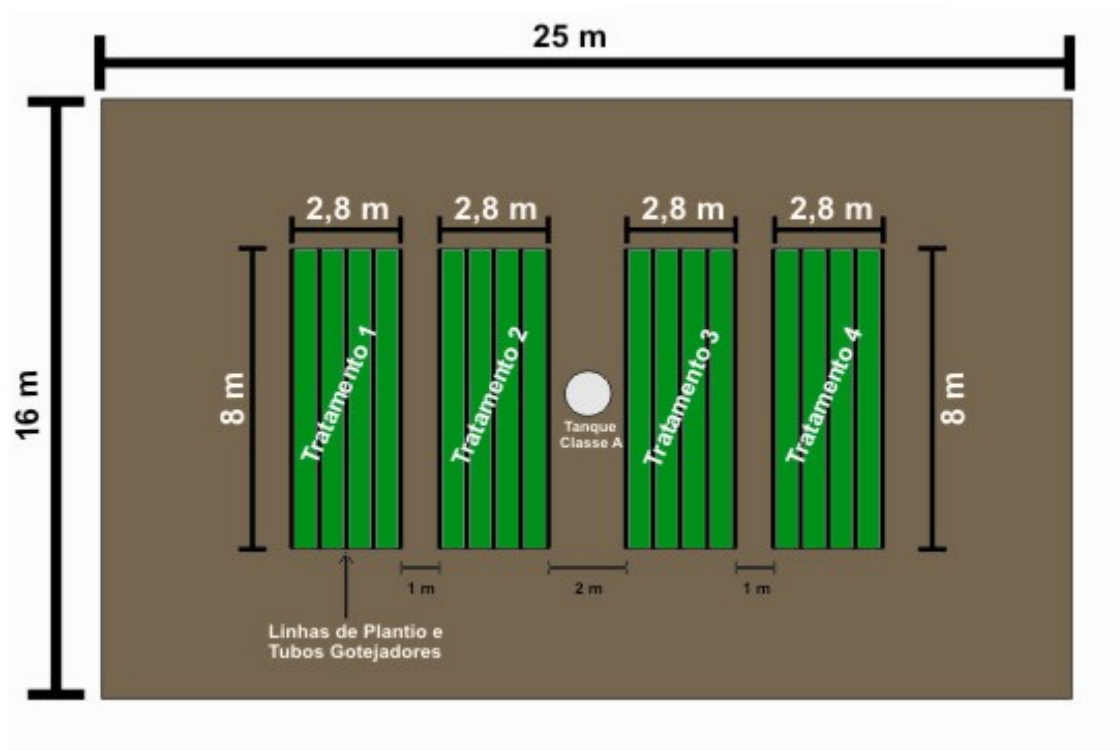 25 m
16 m
2,8 m
2,8 m
2,8 m
2,8 m
8 m
Tratamento 1
Tratamento 2
Tanque
Classe A
Tratamento 3
Tratamento 4
8 m
1 m
2 m
1 m
Linhas de Plantio e
Tubos Gotejadores